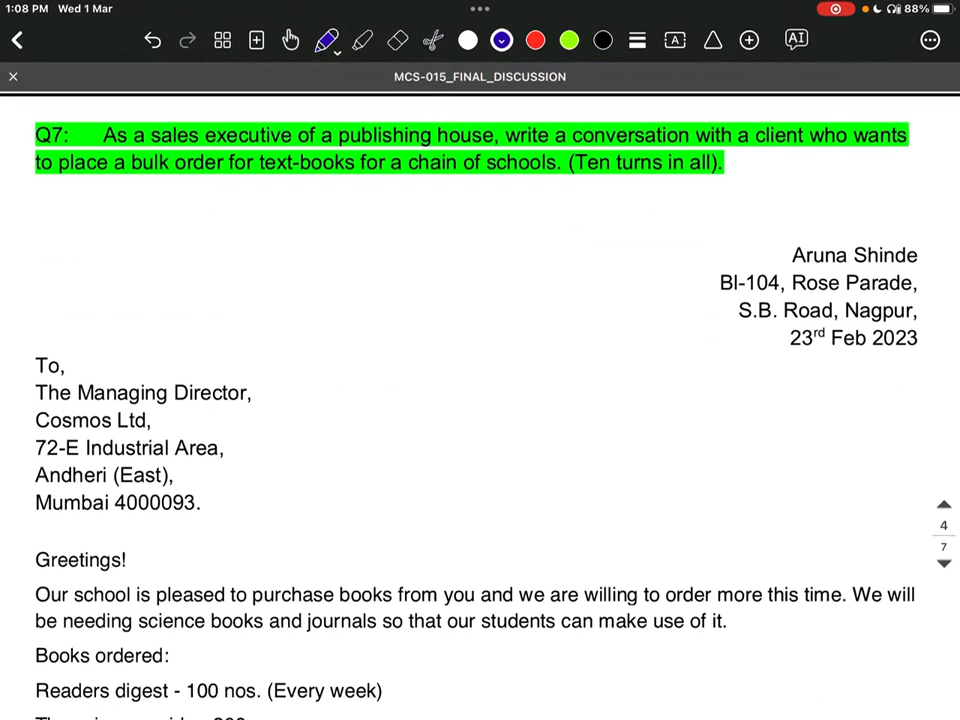 1:08 PM Wed 1 Mar
88%
A
AI
MCS-015_FINAL_DISCUSSION
Q7: As a sales executive of a publishing house, write a conversation with a client who wants
to place a bulk order for text-books for a chain of schools. (Ten turns in all).
Aruna Shinde
Bl-104, Rose Parade,
S.B. Road, Nagpur,
23rd Feb 2023
To,
The Managing Director,
Cosmos Ltd,
72-E Industrial Area,
Andheri (East),
Mumbai 4000093.
4
7
Greetings!
Our school is pleased to purchase books from you and we are willing to order more this time. We will
be needing science books and journals so that our students can make use of it.
Books ordered:
Readers digest - 100 nos. (Every week)